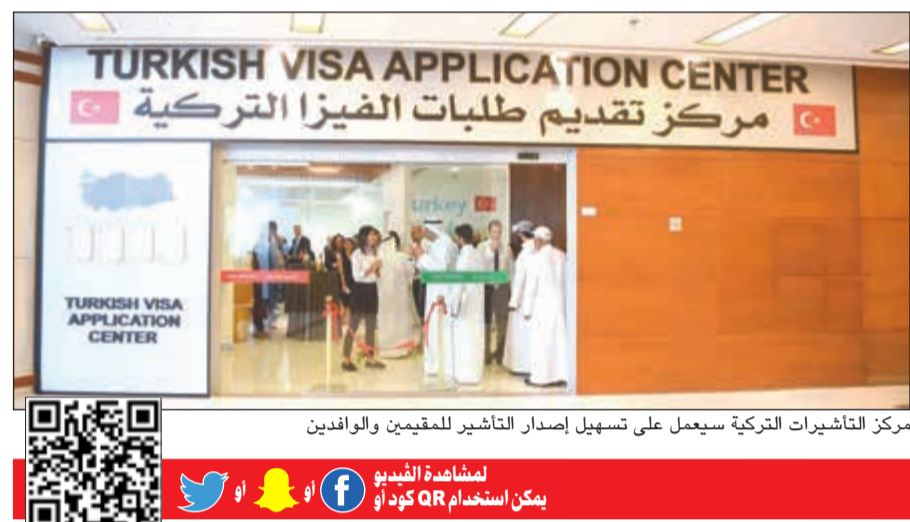 TURKISH VISA APPLICATION CENTER
مركز تقديم طلبات الفيزا التركية
urkey
TURKISH VISA
APPLICATION
CENTER
مركز التأشيرات التركية سيعمل على تسهيل إصدار التأشير للمقيمين والوافدين
لمشاهدة الڤيديو
يمكن استخدام QR كود أو f أو أو